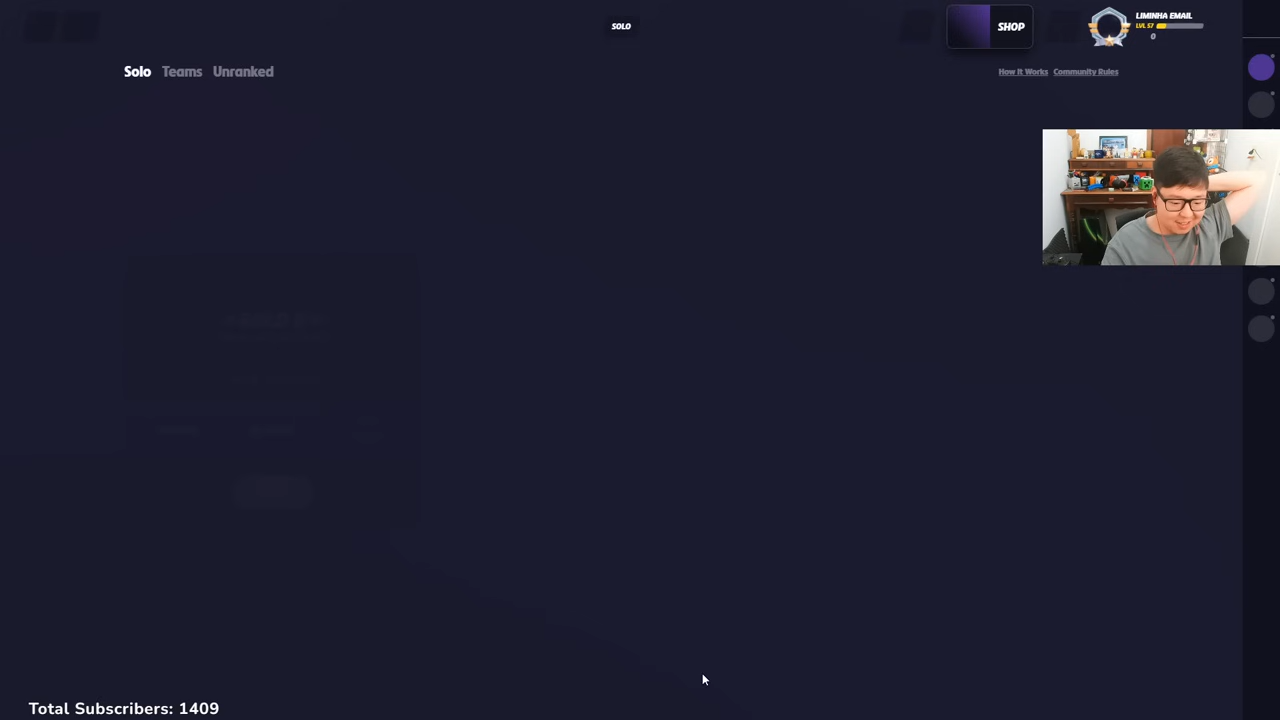 SOLO
SHOP
LIMINHA EMAIL
LVL 57
0
Solo
Teams
Unranked
How It Works
Community Rules
Total Subscribers: 1409